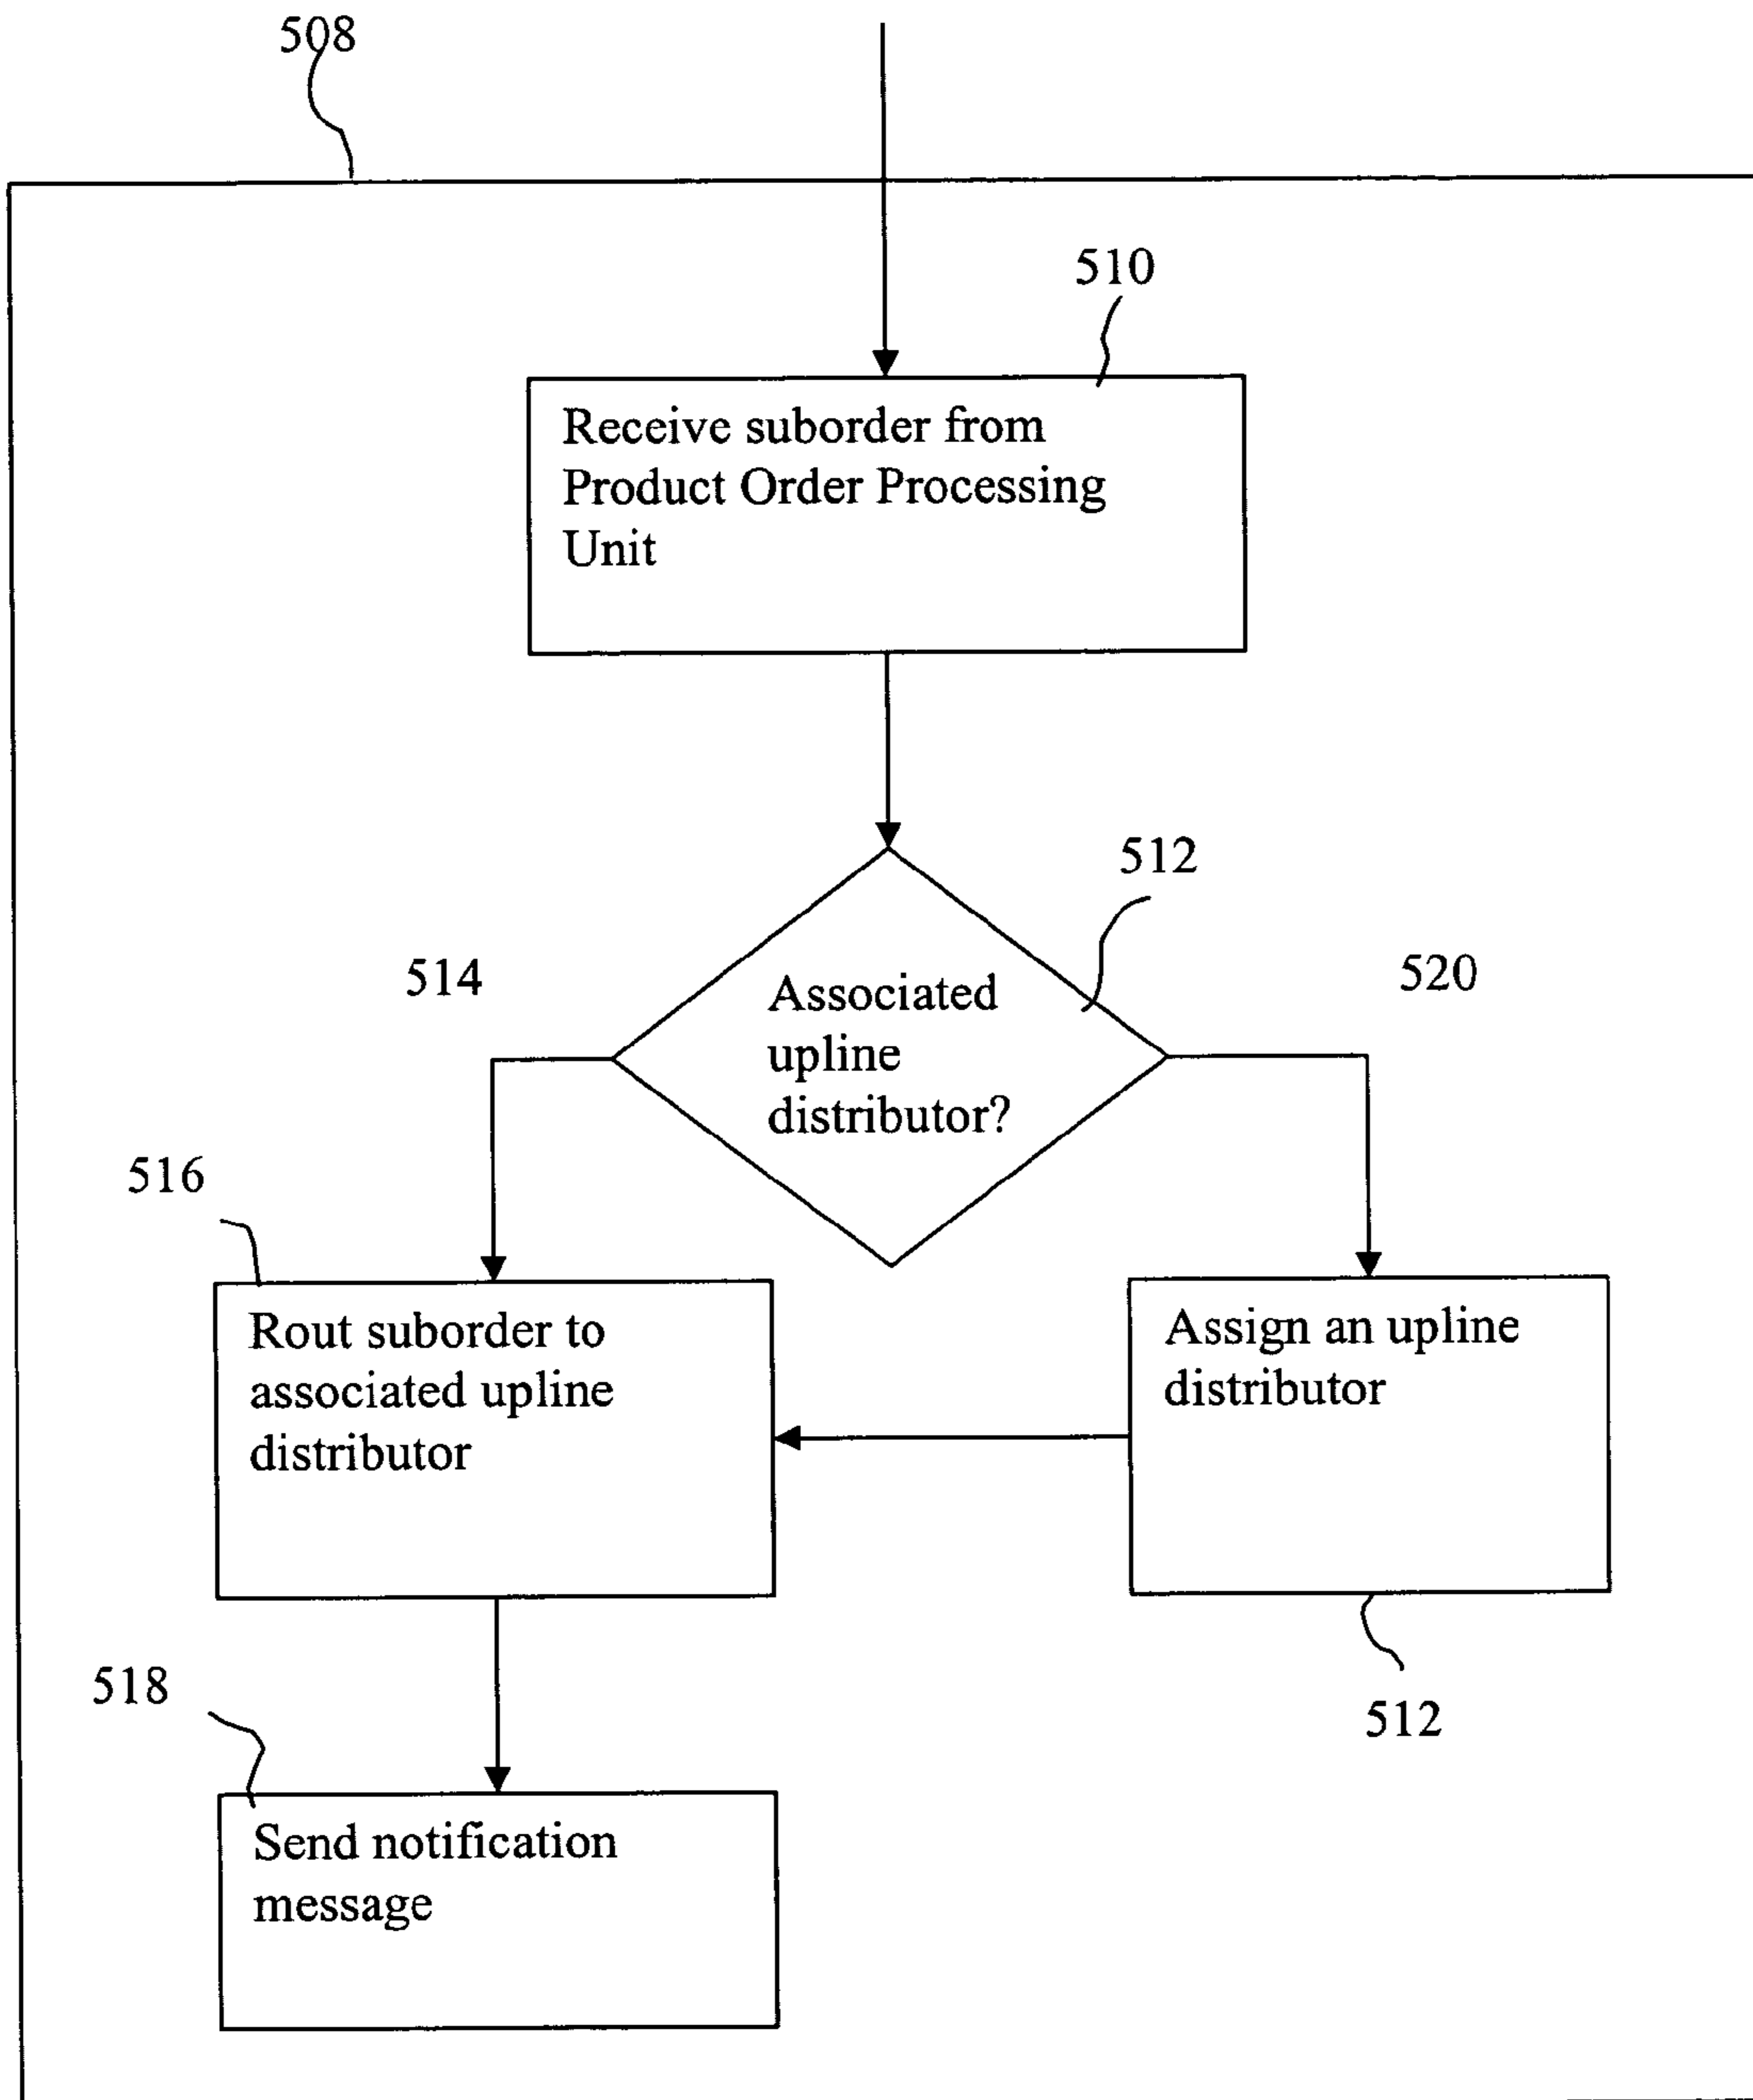 508
510
Receive suborder from
Product Order Processing
Unit
512
514
520
Associated
upline
distributor?
516
Rout suborder to
associated upline
distributor
Assign an upline
distributor
518
512
Send notification
message